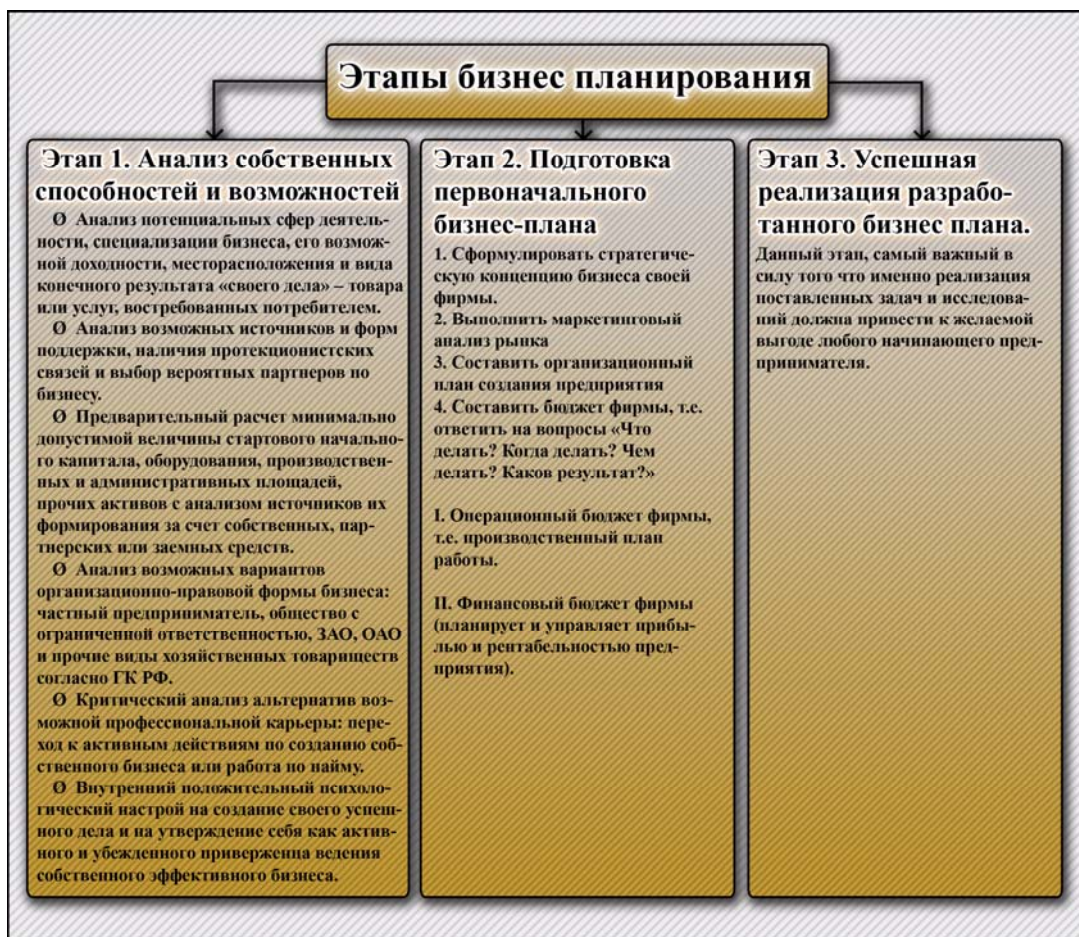 Этапы бизнес планирования
Этап 1. Анализ собственных
способностей и возможностей
Ø Анализ потенциальных сфер деятель-
ности, специализации бизнеса, его возмож-
ной доходности, месторасположения и вида
конечного результата «своего дела» – товара
или услуг, востребованных потребителем.
Ø Анализ возможных источников и форм
поддержки, наличия протекционистских
связей и выбор вероятных партнеров по
бизнесу.
Ø Предварительный расчет минимально
допустимой величины стартового начально-
го капитала, оборудования, производствен-
ных и административных площадей,
прочих активов с анализом источников их
формирования за счет собственных, пар-
тнерских или заемных средств.
Ø Анализ возможных вариантов
организационно-правовой формы бизнеса:
частный предприниматель, общество с
ограниченной ответственностью, ЗАО, ОАО
и прочие виды хозяйственных товариществ
согласно ГК РФ.
Ø Критический анализ альтернатив воз-
можной профессиональной карьеры: пере-
ход к активным действиям по созданию соб-
ственного бизнеса или работа по найму.
Ø Внутренний положительный психоло-
гический настрой на создание своего успеш-
ного дела и на утверждение себя как актив-
ного и убежденного приверженца ведения
собственного эффективного бизнеса.
Этап 2. Подготовка
первоначального
бизнес-плана
1. Сформулировать стратегиче-
скую концепцию бизнеса своей
фирмы.
2. Выполнить маркетинговый
анализ рынка
3. Составить организационный
план создания предприятия
4. Составить бюджет фирмы, т.е.
ответить на вопросы «Что
делать? Когда делать? Чем
делать? Каков результат?»
I. Операционный бюджет фирмы,
т.е. производственный план
работы.
II. Финансовый бюджет фирмы
(планирует и управляет прибы-
лью и рентабельностью пред-
приятия).
Этап 3. Успешная
реализация разрабо-
танного бизнес плана.
Данный этап, самый важный в
силу того что именно реализация
поставленных задач и исследова-
ний должна привести к желаемой
выгоде любого начинающего пред-
принимателя.